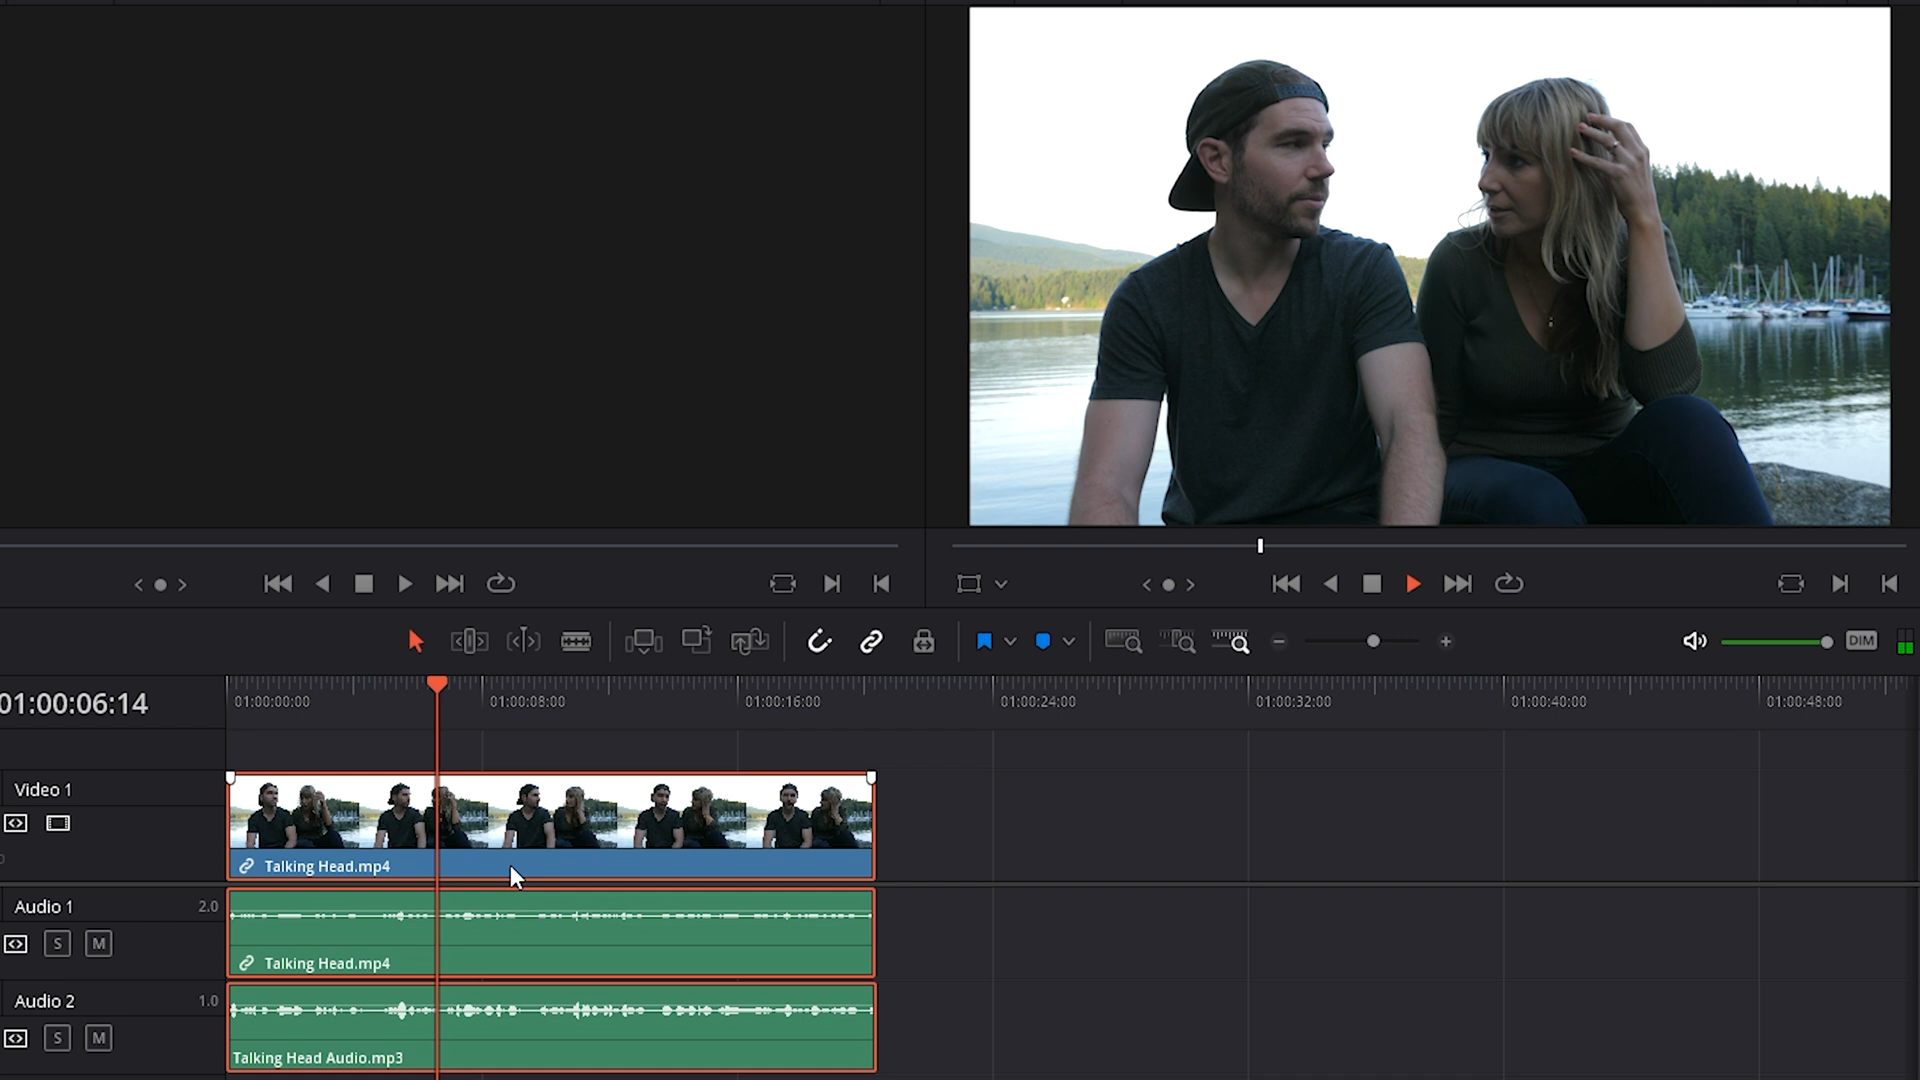 DIM
01:00:06:14
01:00:00:00
01:00:08:00
01:00:16:00
01:00:24:00
01:00:32:00
01:00:40:00
01:00:48:00
Video 1
Talking Head.mp4
Audio 1
2.0
S
M
Talking Head.mp4
Audio 2
1.0
S
M
Talking Head Audio.mp3